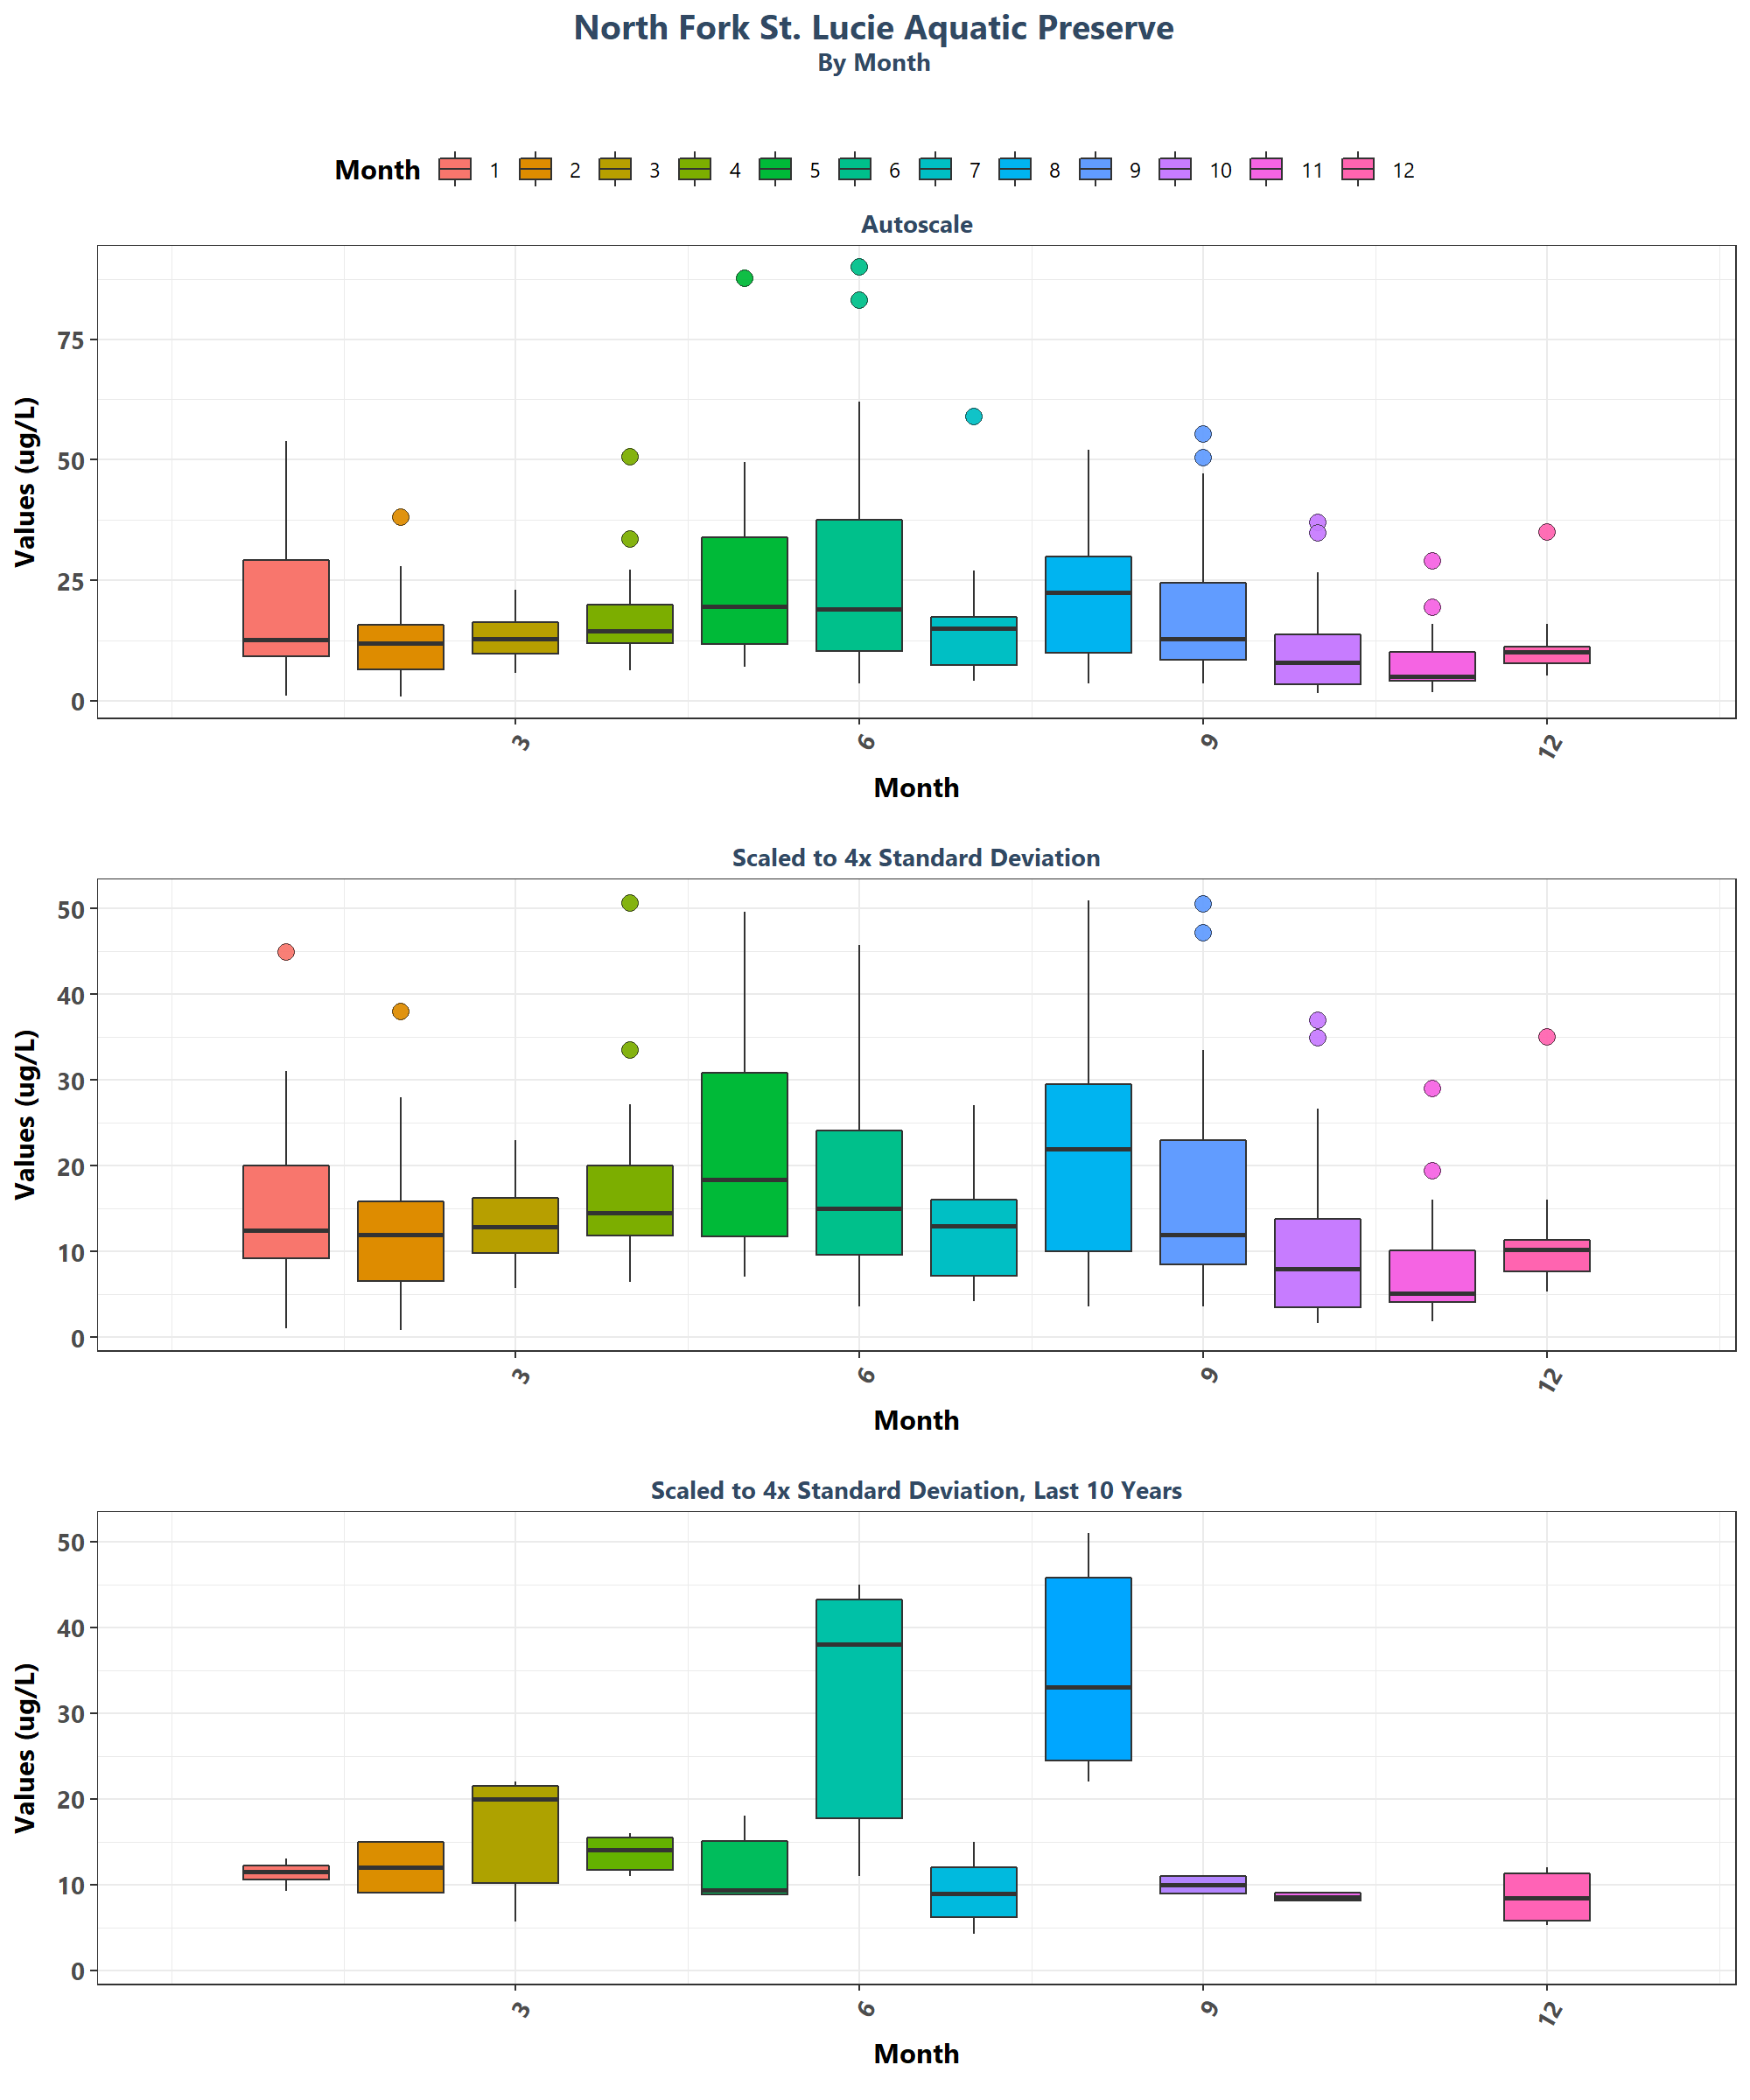 North Fork St. Lucie Aquatic Preserve
By Month
Month 1 2 3 4 5 6 7 8 9 10 11 12
Autoscale
Values (ug/L)
75
50
25
0
3 6 9 12
Month
Scaled to 4x Standard Deviation
Values (ug/L)
50
40
30
20
10
0
3 6 9 12
Month
Scaled to 4x Standard Deviation, Last 10 Years
Values (ug/L)
50
40
30
20
10
0
3 6 9 12
Month